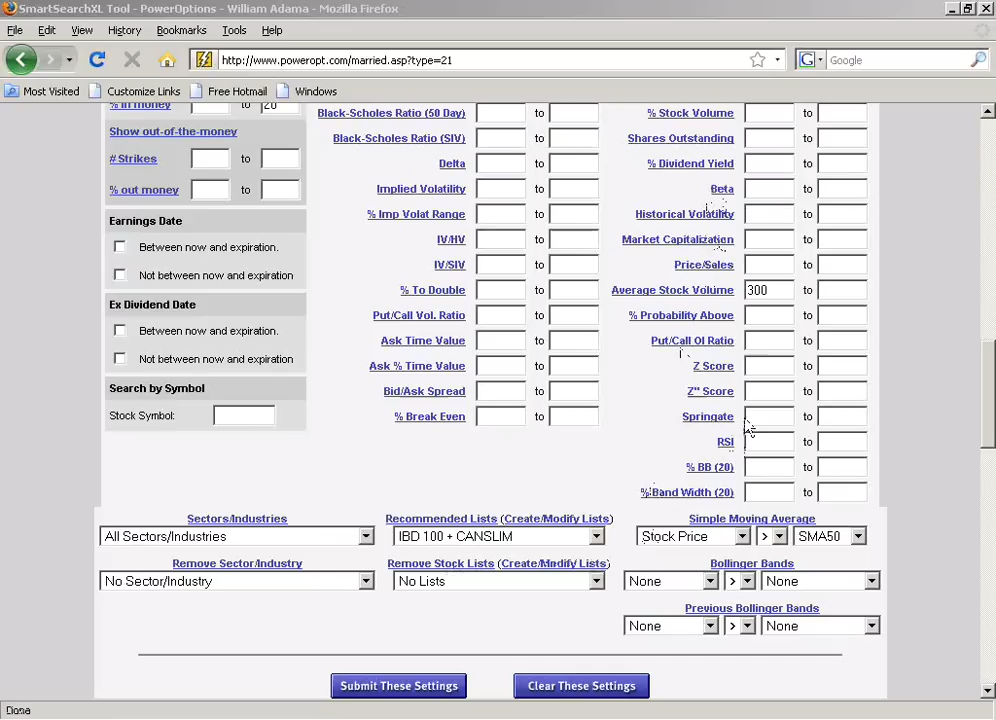 SmartSearchXL Tool - PowerOptions - William Adama - Mozilla Firefox
File Edit View History Bookmarks Tools Help
http://www.poweropt.com/married.asp?type=21 Google
Most Visited Customize Links Free Hotmail Windows
% in money to 20
Show out-of-the-money
# Strikes to
% out money to
Earnings Date
Between now and expiration.
Not between now and expiration
Ex Dividend Date
Between now and expiration.
Not between now and expiration
Search by Symbol
Stock Symbol:
Black-Scholes Ratio (50 Day) to
Black-Scholes Ratio (SIV) to
Delta to
Implied Volatility to
% Imp Volat Range to
IV/HV to
IV/SIV to
% To Double to
Put/Call Vol. Ratio to
Ask Time Value to
Ask % Time Value to
Bid/Ask Spread to
% Break Even to
% Stock Volume to
Shares Outstanding to
% Dividend Yield to
Beta to
Historical Volatility to
Market Capitalization to
Price/Sales to
Average Stock Volume 300 to
% Probability Above to
Put/Call OI Ratio to
Z Score to
Z" Score to
Springate to
RSI to
% BB (20) to
% Band Width (20) to
Sectors/Industries Recommended Lists (Create/Modify Lists) Simple Moving Average
All Sectors/Industries IBD 100 + CANSLIM Stock Price > SMA50
Remove Sector/Industry Remove Stock Lists (Create/Modify Lists) Bollinger Bands
No Sector/Industry No Lists None > None
Previous Bollinger Bands
None > None
Submit These Settings Clear These Settings
Done